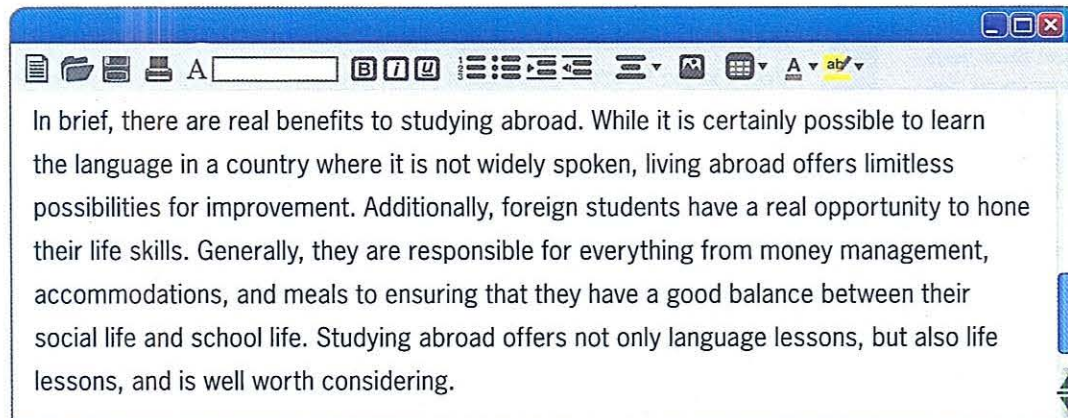 A
B i U
A ab
In brief, there are real benefits to studying abroad. While it is certainly possible to learn
the language in a country where it is not widely spoken, living abroad offers limitless
possibilities for improvement. Additionally, foreign students have a real opportunity to hone
their life skills. Generally, they are responsible for everything from money management,
accommodations, and meals to ensuring that they have a good balance between their
social life and school life. Studying abroad offers not only language lessons, but also life
lessons, and is well worth considering.